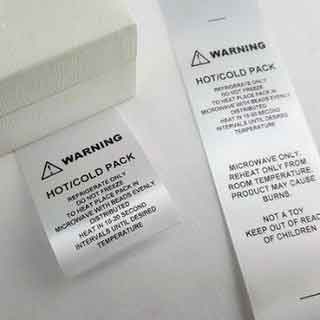 WARNING
HOT/COLD PACK
REFRIGERATE ONLY
DO NOT FREEZE
TO HEAT PLACE PACK IN
MICROWAVE WITH BEADS EVENLY
DISTRIBUTED
HEAT IN 10-20 SECOND
INTERVALS UNTIL DESIRED
TEMPERATURE
WARNING
HOT/COLD PACK
REFRIGERATE ONLY
DO NOT FREEZE
TO HEAT PLACE PACK IN
MICROWAVE WITH BEADS EVENLY
DISTRIBUTED
HEAT IN 10-20 SECOND
INTERVALS UNTIL DESIRED
TEMPERATURE
MICROWAVE ONLY.
REHEAT ONLY FROM
ROOM TEMPERATURE.
PRODUCT MAY CAUSE
BURNS.
NOT A TOY
KEEP OUT OF REACH
OF CHILDREN